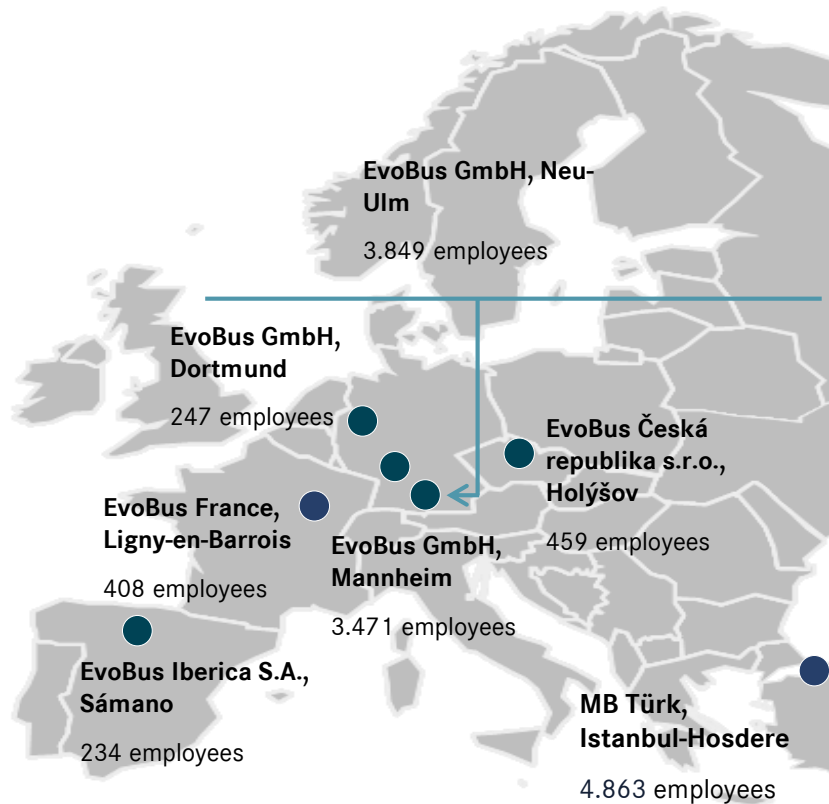 EvoBus GmbH, Neu-
Ulm
3.849 employees
EvoBus GmbH,
Dortmund
247 employees
EvoBus Česká
republika s.r.o.,
Holýšov
459 employees
EvoBus France,
Ligny-en-Barrois
408 employees
EvoBus GmbH,
Mannheim
3.471 employees
EvoBus Iberica S.A.,
Sámano
234 employees
MB Türk,
Istanbul-Hosdere
4.863 employees